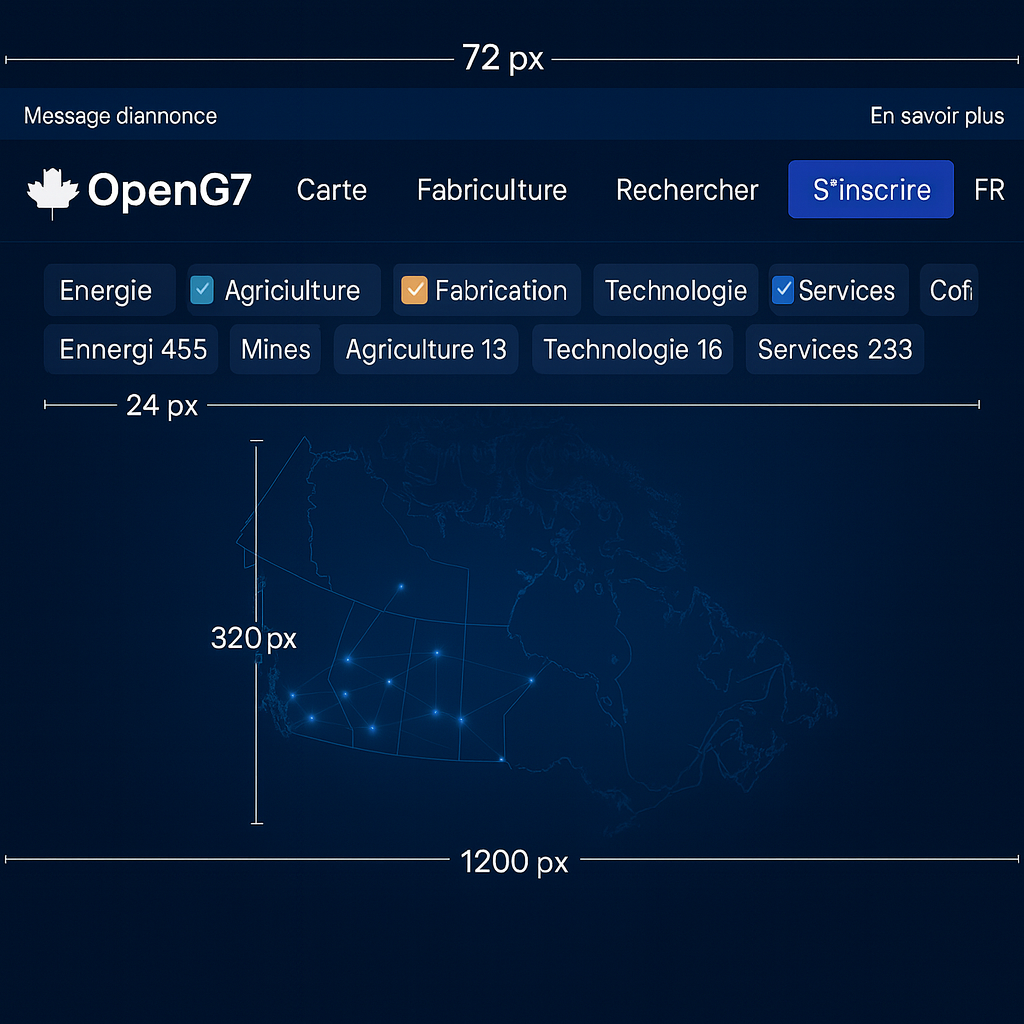 72 px
Message diannonce En savoir plus
OpenG7 Carte Fabriculture Rechercher S*inscrire FR
Energie Agriciulture Fabrication Technologie Services Cofi
Ennergi 455 Mines Agriculture 13 Technologie 16 Services 233
24 px
320 px
1200 px